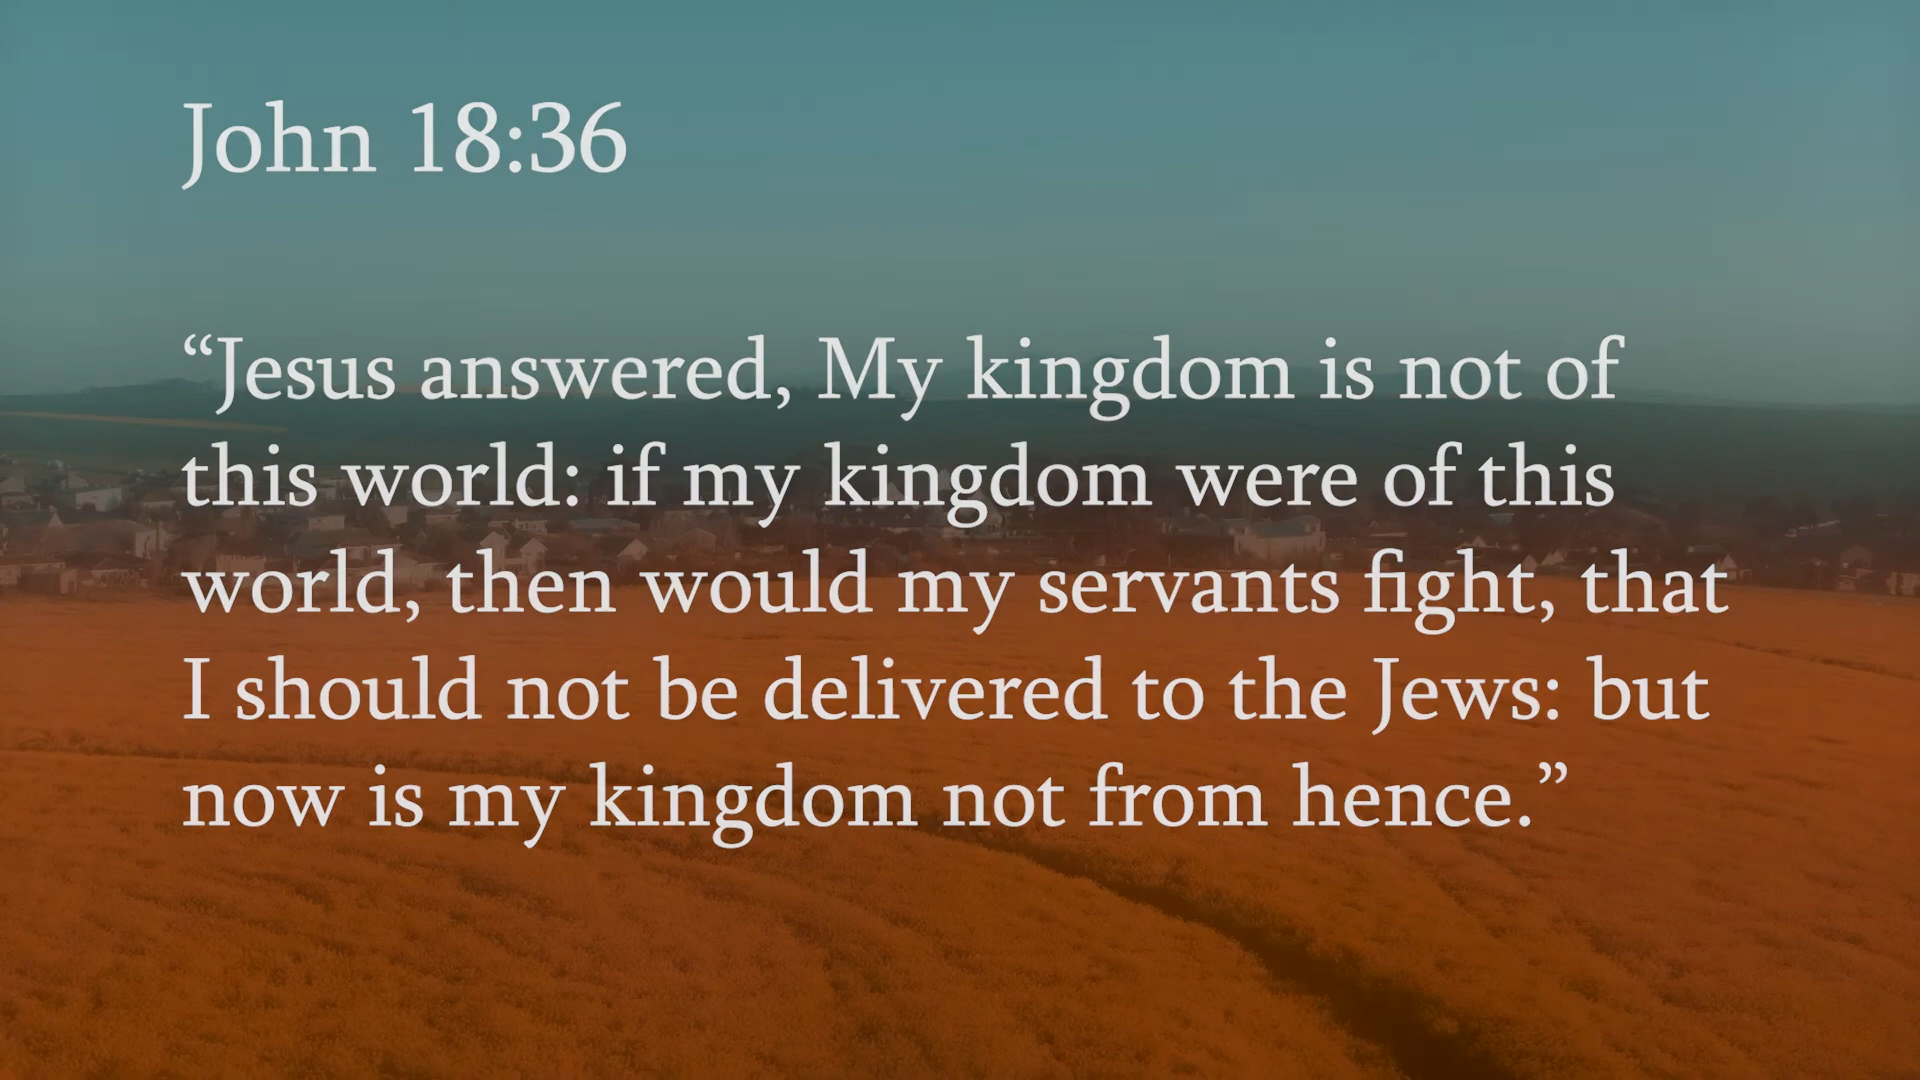 John 18:36
“Jesus answered, My kingdom is not of
this world: if my kingdom were of this
world, then would my servants fight, that
I should not be delivered to the Jews: but
now is my kingdom not from hence.”